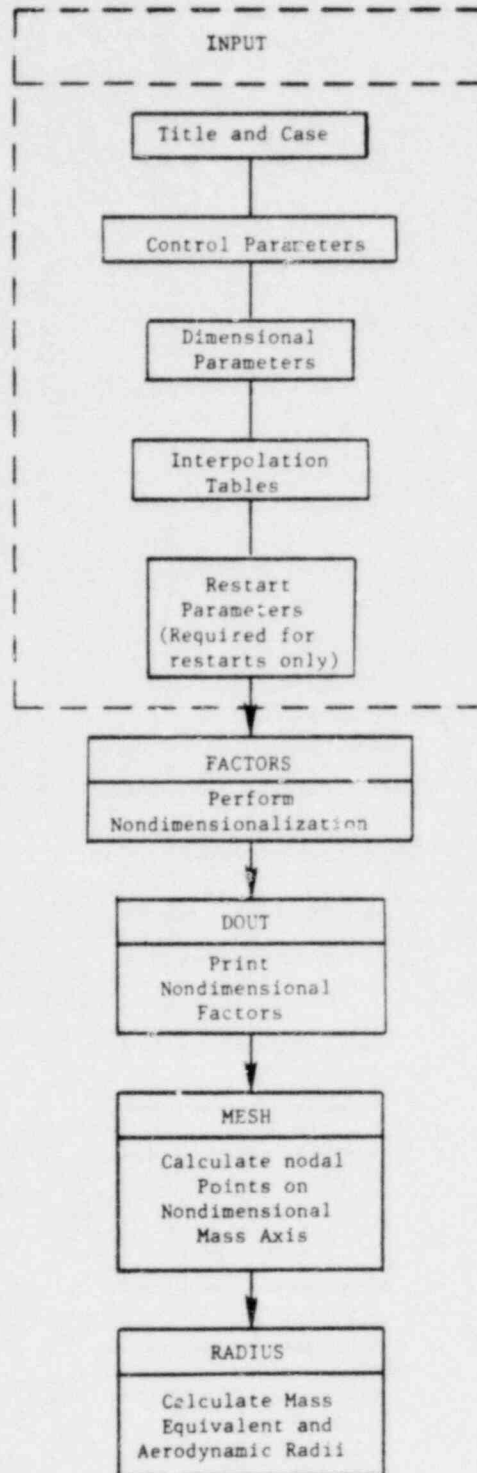 INPUT
Title and Case
Control Parameters
Dimensional
Parameters
Interpolation
Tables
Restart
Parameters
(Required for
restarts only)
FACTORS
Perform
Nondimensionalization
DOUT
Print
Nondimensional
Factors
MESH
Calculate nodal
Points on
Nondimensional
Mass Axis
RADIUS
Calculate Mass
Equivalent and
Aerodynamic Radii